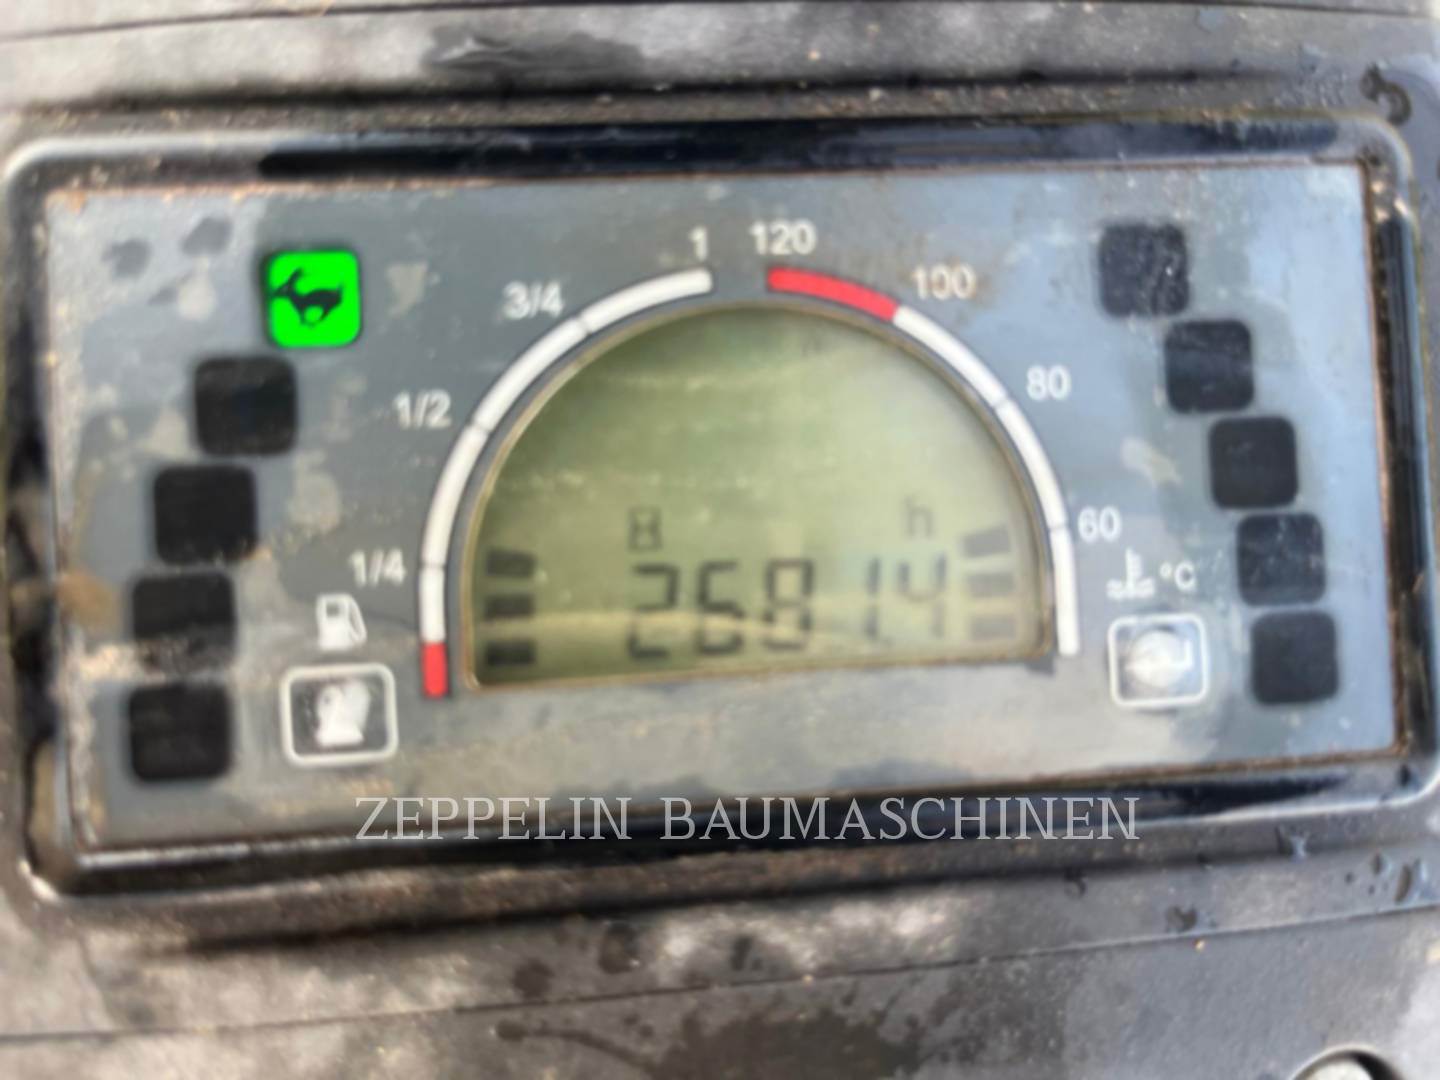 1 120
3/4 100
1/2 80
h
1/4 26814 60
°C
ZEPPELIN BAUMASCHINEN